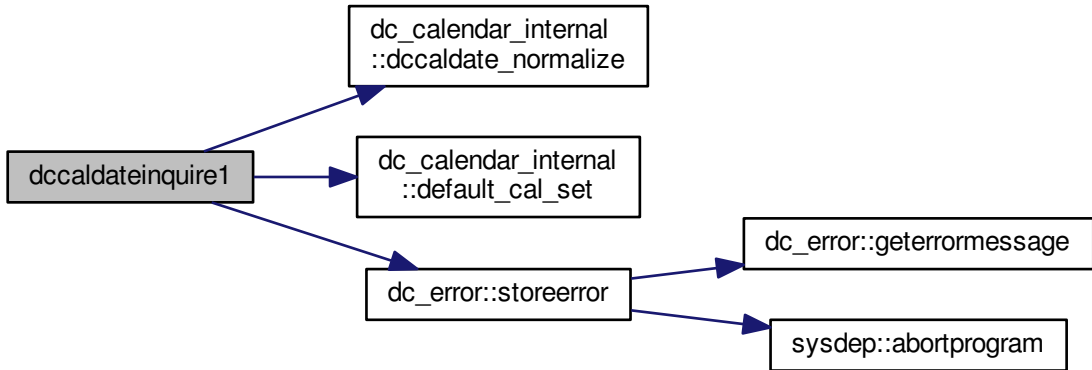 dc_calendar_internal
::dccaldate_normalize
dccaldateinquire1
dc_calendar_internal
::default_cal_set
dc_error::storeerror
dc_error::geterrormessage
sysdep::abortprogram